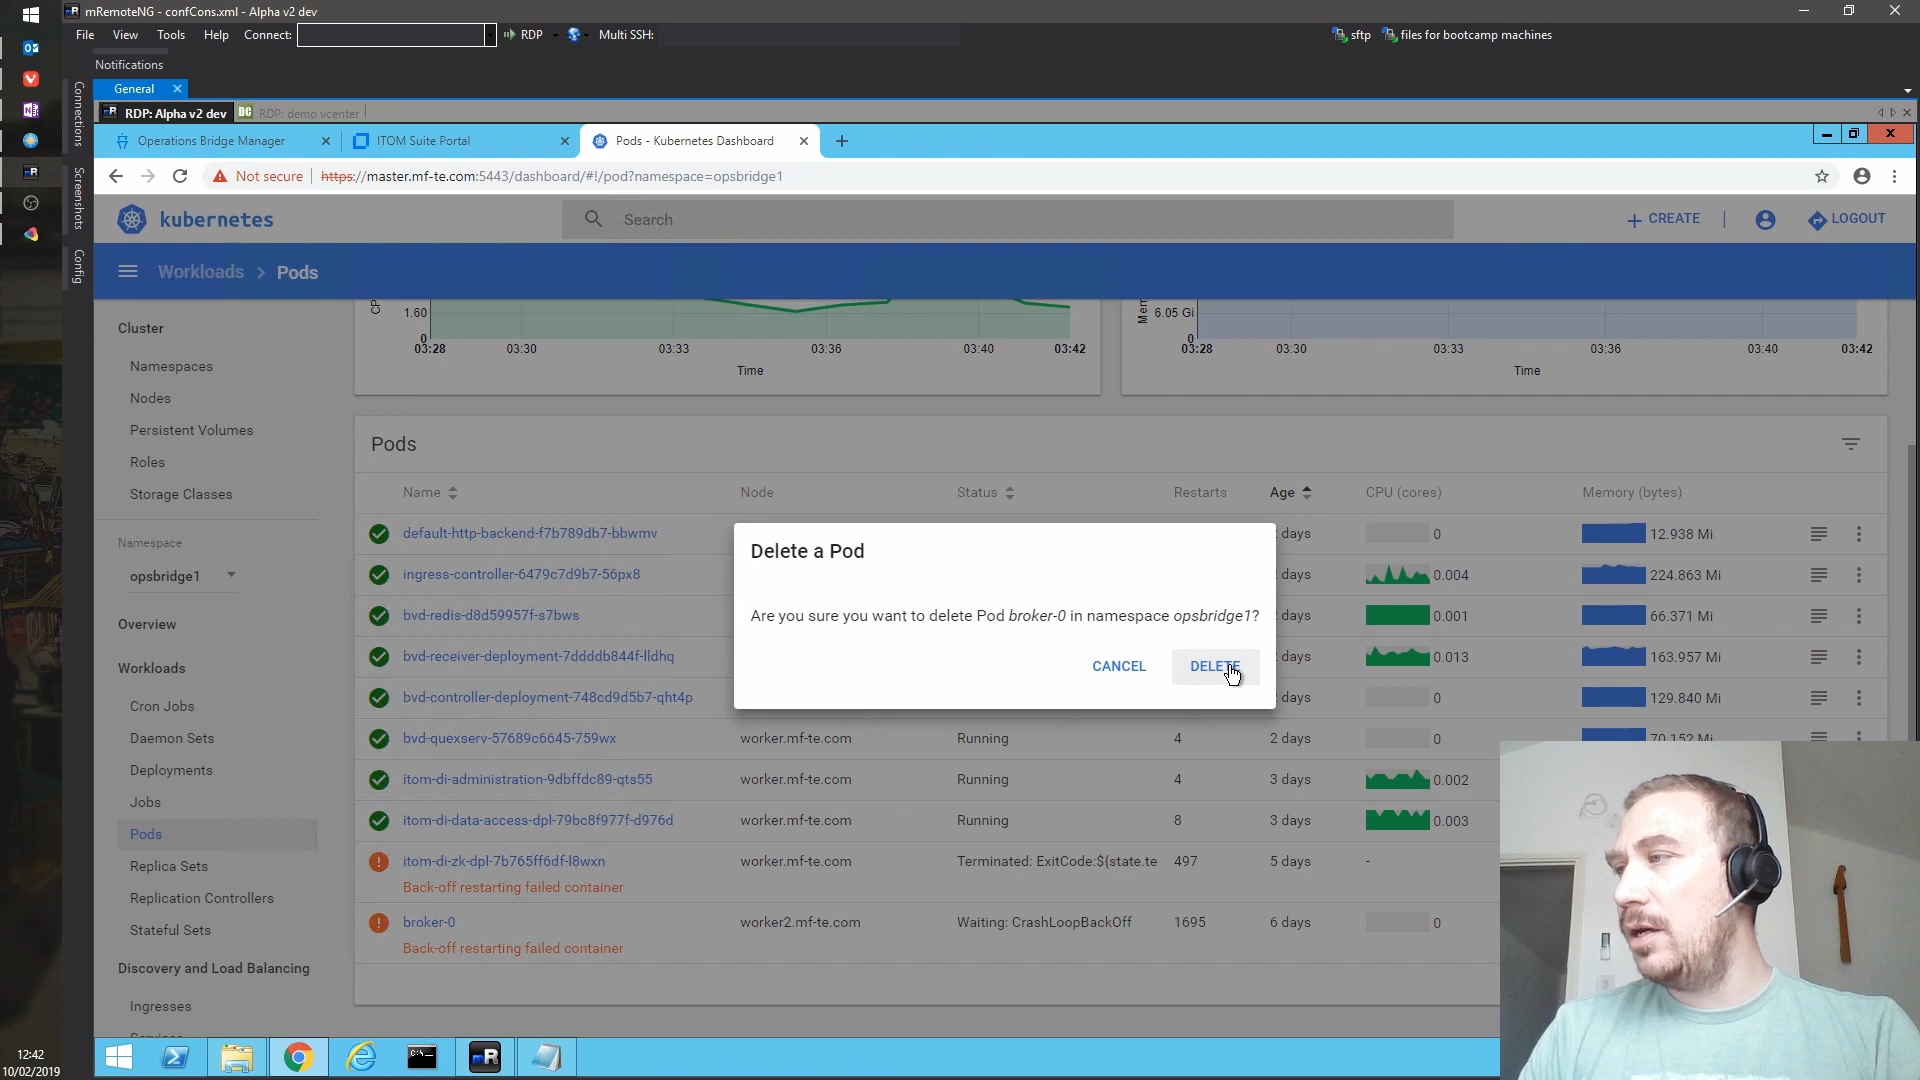 mRemoteNG - confCons.xml - Alpha v2 dev
File View Tools Help Connect: RDP Multi SSH: sftp files for bootcamp machines
Notifications
General
Connections
Screenshots
Config
RDP: Alpha v2 dev DC RDP: demo vcenter
Operations Bridge Manager ITOM Suite Portal Pods - Kubernetes Dashboard
Not secure https://master.mf-te.com:5443/dashboard/#!/pod?namespace=opsbridge1
kubernetes Search CREATE LOGOUT
Workloads > Pods
Cluster
Namespaces
Nodes
Persistent Volumes
Roles
Storage Classes
Namespace
opsbridge1
Overview
Workloads
Cron Jobs
Daemon Sets
Deployments
Jobs
Pods
Replica Sets
Replication Controllers
Stateful Sets
Discovery and Load Balancing
Ingresses
1.60
0
03:28 03:30 03:33 03:36 03:40 03:42
Time
6.05 Gi
0
03:28 03:30 03:33 03:36 03:40 03:42
Time
Pods
Name Node Status Restarts Age CPU (cores) Memory (bytes)
default-http-backend-f7b789db7-bbwmv days 0 12.938 Mi
ingress-controller-6479c7d9b7-56px8 days 0.004 224.863 Mi
bvd-redis-d8d59957f-s7bws days 0.001 66.371 Mi
bvd-receiver-deployment-7ddddb844f-lldhq days 0.013 163.957 Mi
bvd-controller-deployment-748cd9d5b7-qht4p days 0 129.840 Mi
bvd-quexserv-57689c6645-759wx worker.mf-te.com Running 4 2 days 0 70.152 Mi
itom-di-administration-9dbffdc89-qts55 worker.mf-te.com Running 4 3 days 0.002
itom-di-data-access-dpl-79bc8f977f-d976d worker.mf-te.com Running 8 3 days 0.003
itom-di-zk-dpl-7b765ff6df-l8wxn worker.mf-te.com Terminated: ExitCode:${state.te 497 5 days -
Back-off restarting failed container
broker-0 worker2.mf-te.com Waiting: CrashLoopBackOff 1695 6 days 0
Back-off restarting failed container
Delete a Pod
Are you sure you want to delete Pod broker-0 in namespace opsbridge1?
CANCEL DELETE
12:42
10/02/2019